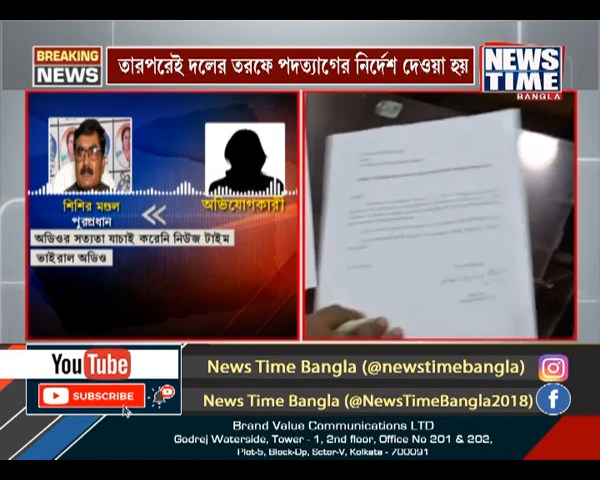 BREAKING
NEWS
তারপরেই দলের তরফে পদত্যাগের নির্দেশ দেওয়া হয়
NEWS
TIME
BANGLA
শিশির মণ্ডল
পুরপ্রধান
অভিযোগকারী
অডিওর সত্যতা যাচাই করেনি নিউজ টাইম
ভাইরাল অডিও
YouTube
SUBSCRIBE
News Time Bangla (@newstimebangla)
News Time Bangla (@NewsTimeBangla2018)
Brand Value Communications LTD
Godrej Waterside, Tower - 1, 2nd floor, Office No 201 & 202,
Plot-5, Block-Dp, Sctor-V, Kolkata - 700091